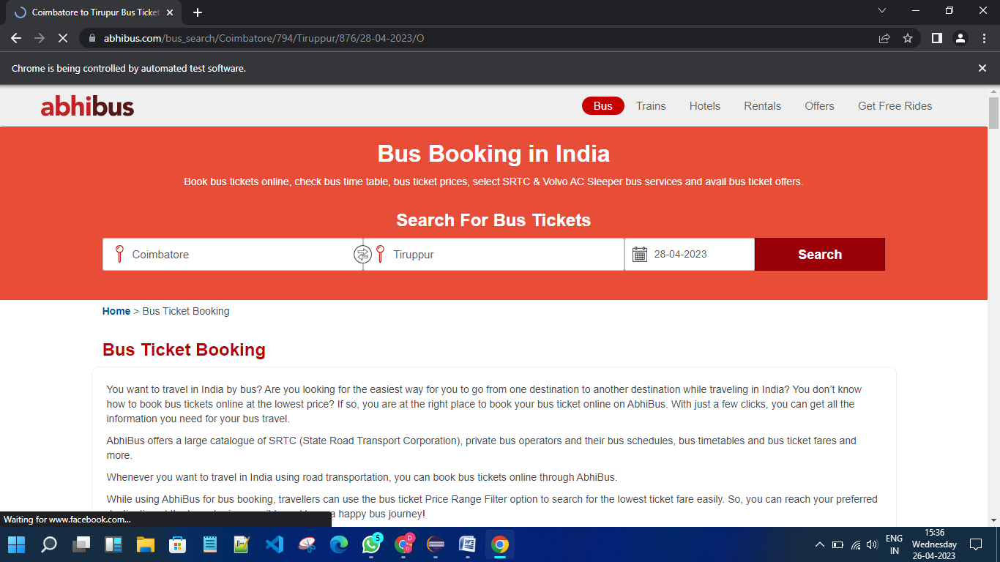 Coimbatore to Tirupur Bus Ticket
abhibus.com/bus_search/Coimbatore/794/Tiruppur/876/28-04-2023/O
Chrome is being controlled by automated test software.
abhibus
Bus Trains Hotels Rentals Offers Get Free Rides
Bus Booking in India
Book bus tickets online, check bus time table, bus ticket prices, select SRTC & Volvo AC Sleeper bus services and avail bus ticket offers.
Search For Bus Tickets
Coimbatore Tiruppur 28-04-2023 Search
Home > Bus Ticket Booking
Bus Ticket Booking
You want to travel in India by bus? Are you looking for the easiest way for you to go from one destination to another destination while traveling in India? You don’t know
how to book bus tickets online at the lowest price? If so, you are at the right place to book your bus ticket online on AbhiBus. With just a few clicks, you can get all the
information you need for your bus travel.
AbhiBus offers a large catalogue of SRTC (State Road Transport Corporation), private bus operators and their bus schedules, bus timetables and bus ticket fares and
more.
Whenever you want to travel in India using road transportation, you can book bus tickets online through AbhiBus.
While using AbhiBus for bus booking, travellers can use the bus ticket Price Range Filter option to search for the lowest ticket fare easily. So, you can reach your preferred
a happy bus journey!
Waiting for www.facebook.com...
5 D
ENG
IN
15:36
Wednesday
26-04-2023